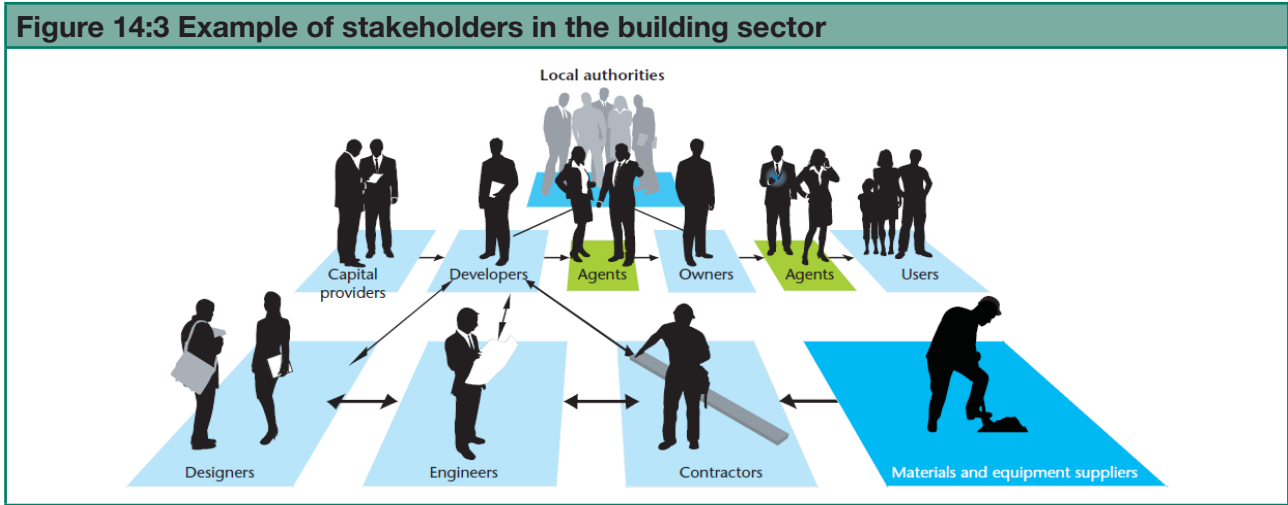 Figure 14:3 Example of stakeholders in the building sector
Local authorities
Capital
providers
Developers
Agents
Owners
Agents
Users
Designers
Engineers
Contractors
Materials and equipment suppliers